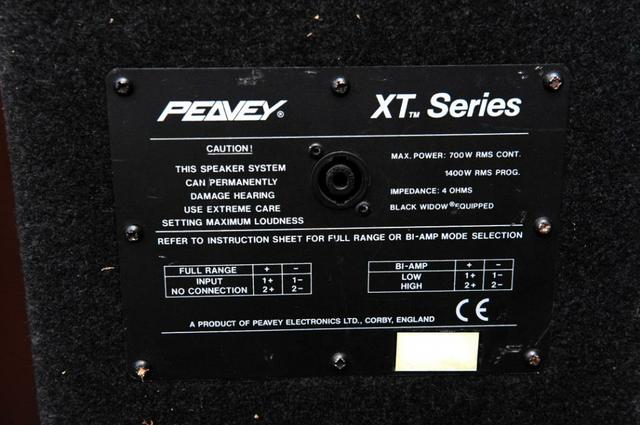 PEAVEY®
XT™ Series
CAUTION!
THIS SPEAKER SYSTEM
CAN PERMANENTLY
DAMAGE HEARING
USE EXTREME CARE
SETTING MAXIMUM LOUDNESS
MAX. POWER: 700W RMS CONT.
1400W RMS PROG.
IMPEDANCE: 4 OHMS
BLACK WIDOW® EQUIPPED
REFER TO INSTRUCTION SHEET FOR FULL RANGE OR BI-AMP MODE SELECTION
FULL RANGE + −
INPUT 1+ 1−
NO CONNECTION 2+ 2−
BI-AMP + −
LOW 1+ 1−
HIGH 2+ 2−
CE
A PRODUCT OF PEAVEY ELECTRONICS LTD., CORBY, ENGLAND